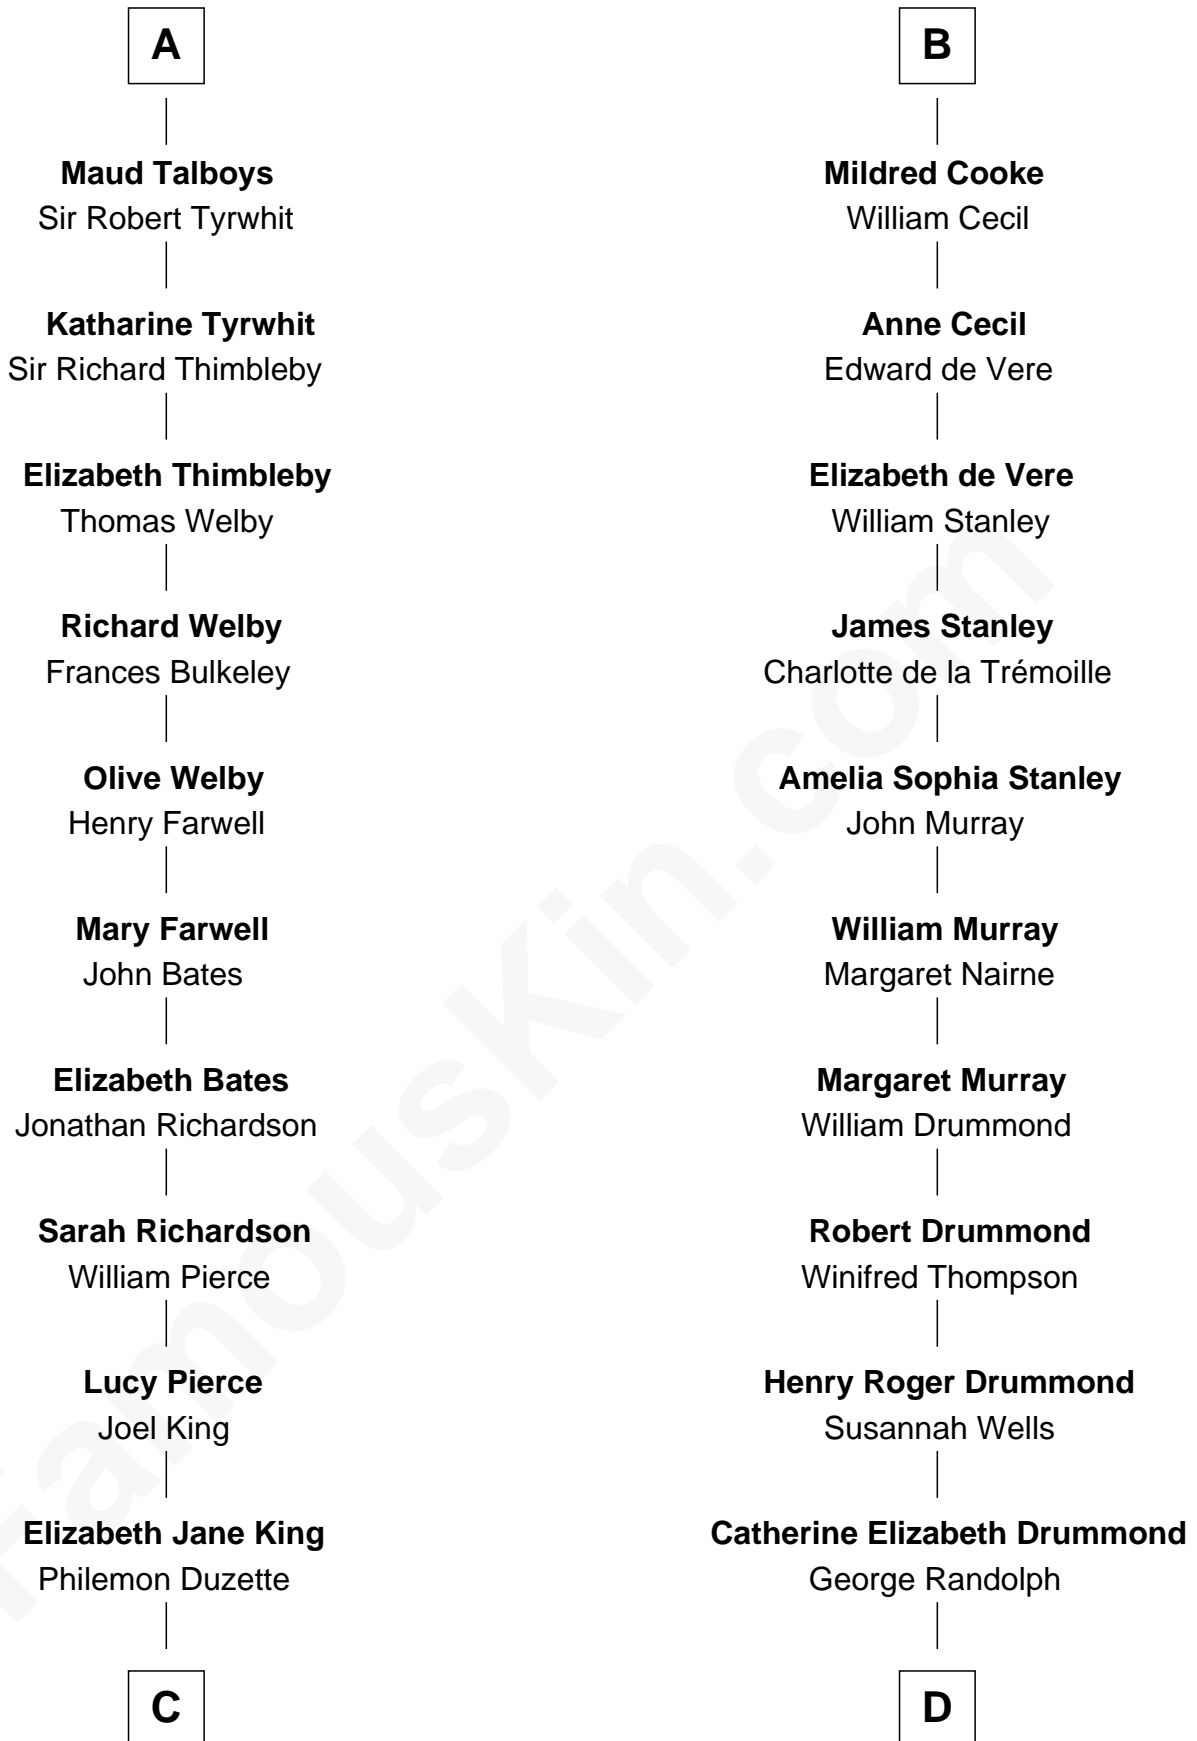 A
Maud Talboys
Sir Robert Tyrwhit
Katharine Tyrwhit
Sir Richard Thimbleby
Elizabeth Thimbleby
Thomas Welby
Richard Welby
Frances Bulkeley
Olive Welby
Henry Farwell
Mary Farwell
John Bates
Elizabeth Bates
Jonathan Richardson
Sarah Richardson
William Pierce
Lucy Pierce
Joel King
Elizabeth Jane King
Philemon Duzette
C
B
Mildred Cooke
William Cecil
Anne Cecil
Edward de Vere
Elizabeth de Vere
William Stanley
James Stanley
Charlotte de la Trémoille
Amelia Sophia Stanley
John Murray
William Murray
Margaret Nairne
Margaret Murray
William Drummond
Robert Drummond
Winifred Thompson
Henry Roger Drummond
Susannah Wells
Catherine Elizabeth Drummond
George Randolph
D
FamousKin.com